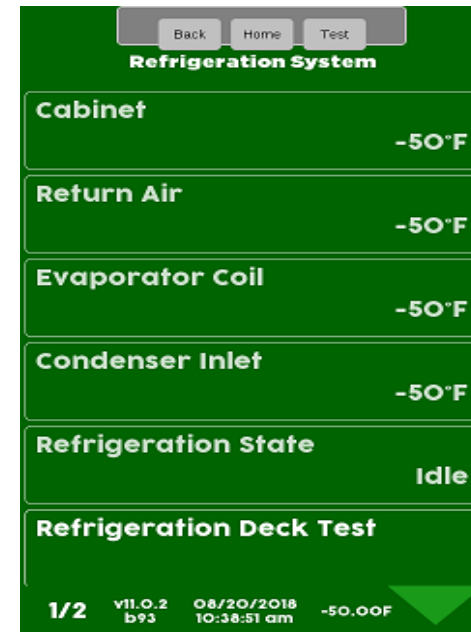 Back Home Test
Refrigeration System
Cabinet
-50°F
Return Air
-50°F
Evaporator Coil
-50°F
Condenser Inlet
-50°F
Refrigeration State
Idle
Refrigeration Deck Test
1/2 v11.0.2 08/20/2018 -50.00F
b93 10:38:51 am